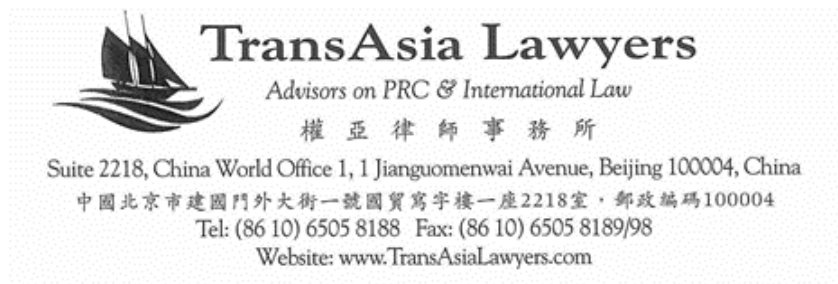 TransAsia Lawyers
Advisors on PRC & International Law
權亞律師事務所
Suite 2218, China World Office 1, 1 Jianguomenwai Avenue, Beijing 100004, China
中國北京市建國門外大街一號國貿寫字樓一座2218室，郵政編碼100004
Tel: (86 10) 6505 8188 Fax: (86 10) 6505 8189/98
Website: www.TransAsiaLawyers.com